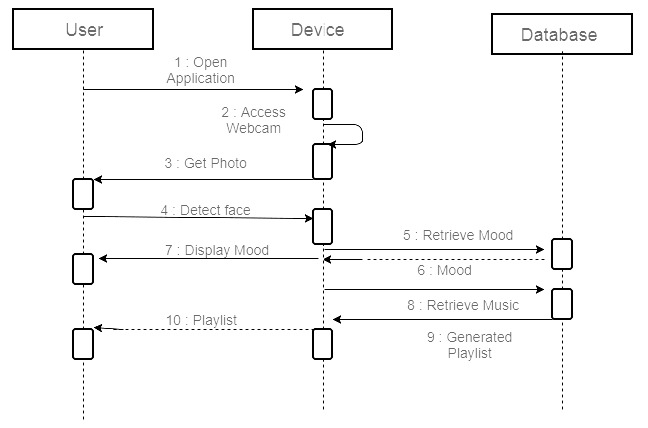 User
Device
Database
1 : Open
Application
2 : Access
Webcam
3 : Get Photo
4 : Detect face
5 : Retrieve Mood
7 : Display Mood
6 : Mood
8 : Retrieve Music
10 : Playlist
9 : Generated
Playlist